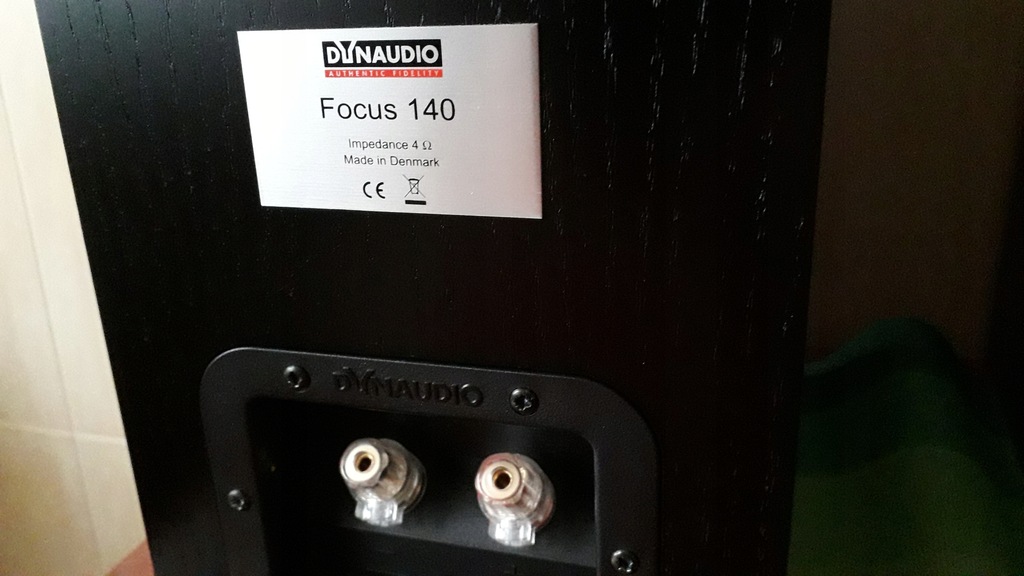 DYNAUDIO
AUTHENTIC FIDELITY
Focus 140
Impedance 4 Ω
Made in Denmark
CE
DYNAUDIO